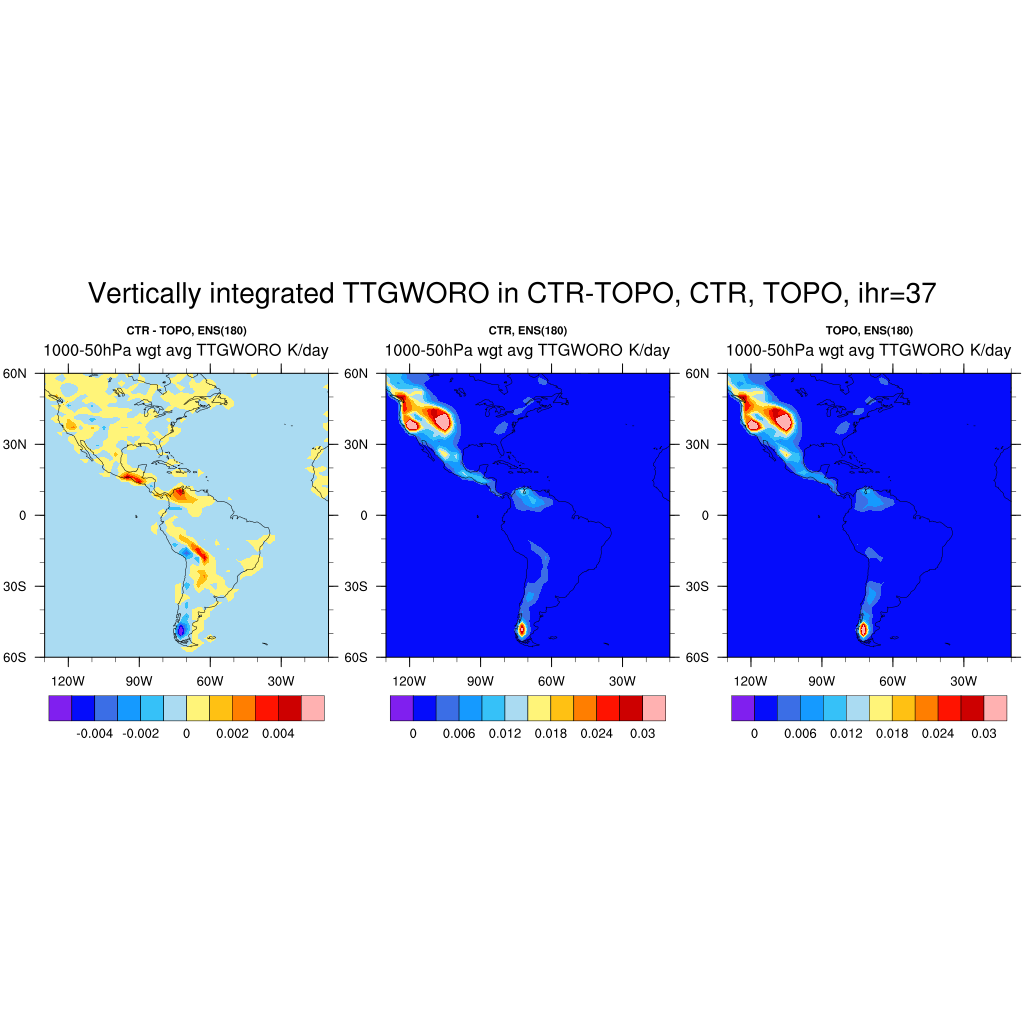 Vertically integrated TTGWORO in CTR-TOPO, CTR, TOPO, ihr=37
CTR - TOPO, ENS(180)
1000-50hPa wgt avg TTGWORO K/day
60N
30N
0
30S
60S
120W 90W 60W 30W
-0.004 -0.002 0 0.002 0.004
CTR, ENS(180)
1000-50hPa wgt avg TTGWORO K/day
60N
30N
0
30S
60S
120W 90W 60W 30W
0 0.006 0.012 0.018 0.024 0.03
TOPO, ENS(180)
1000-50hPa wgt avg TTGWORO K/day
60N
30N
0
30S
60S
120W 90W 60W 30W
0 0.006 0.012 0.018 0.024 0.03